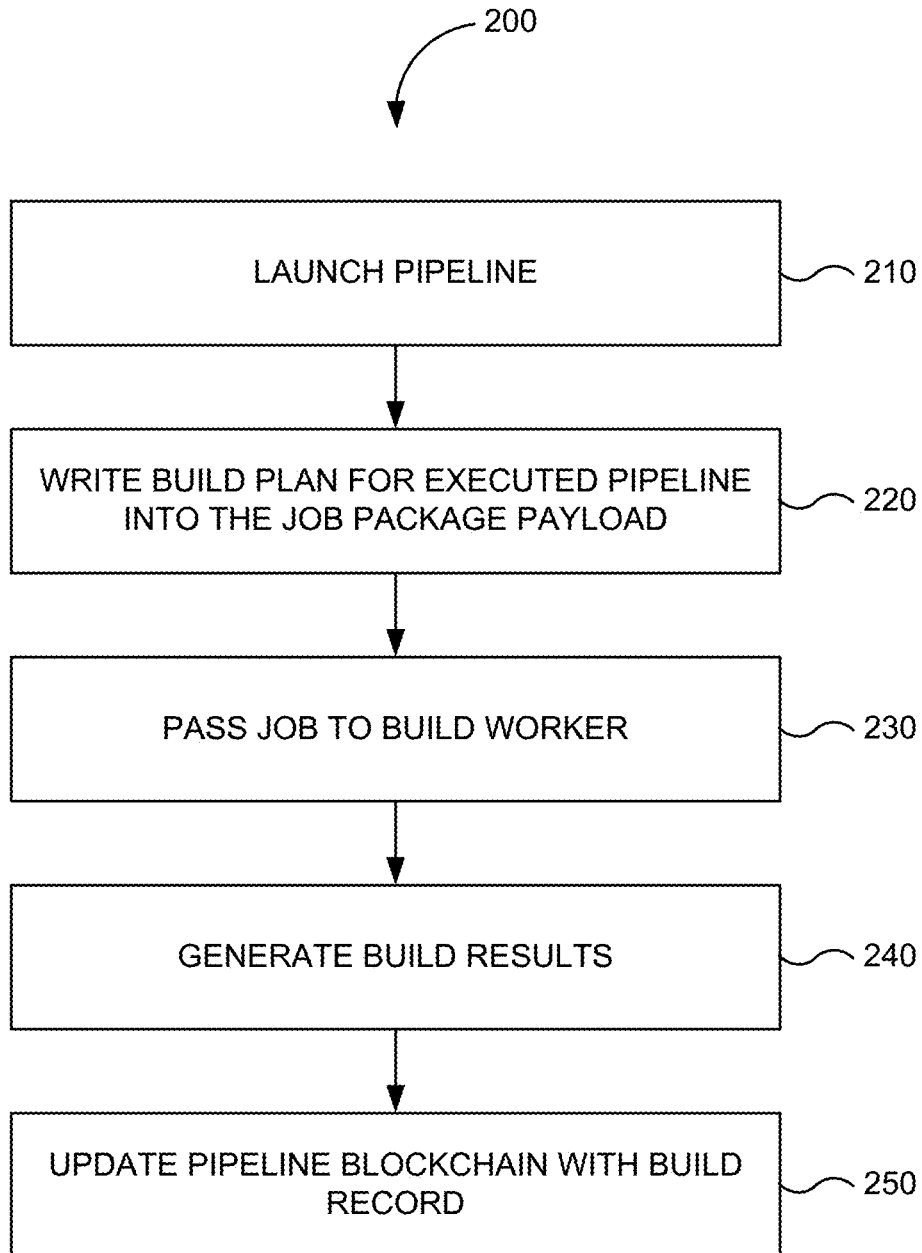 200
LAUNCH PIPELINE
210
WRITE BUILD PLAN FOR EXECUTED PIPELINE
INTO THE JOB PACKAGE PAYLOAD
220
PASS JOB TO BUILD WORKER
230
GENERATE BUILD RESULTS
240
UPDATE PIPELINE BLOCKCHAIN WITH BUILD
RECORD
250